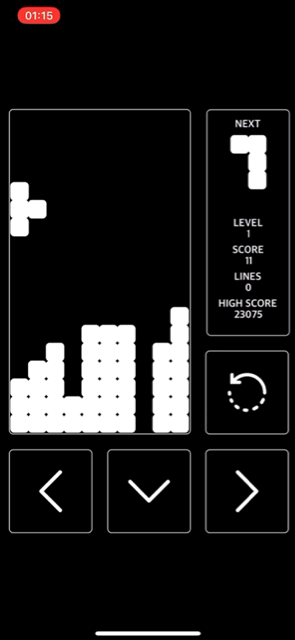 01:15
NEXT
LEVEL
1
SCORE
11
LINES
0
HIGH SCORE
23075